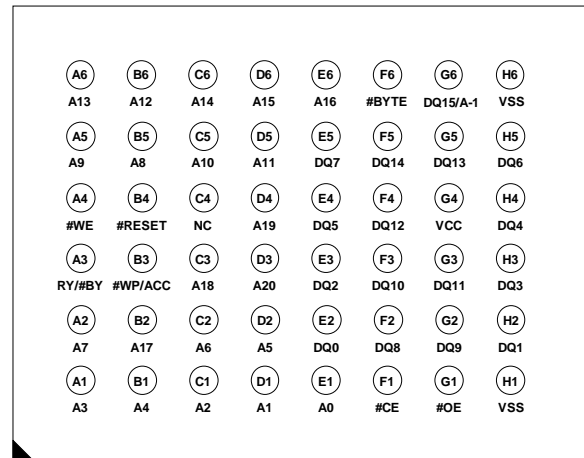 A6 B6 C6 D6 E6 F6 G6 H6
A13 A12 A14 A15 A16 #BYTE DQ15/A-1 VSS
A5 B5 C5 D5 E5 F5 G5 H5
A9 A8 A10 A11 DQ7 DQ14 DQ13 DQ6
A4 B4 C4 D4 E4 F4 G4 H4
#WE #RESET NC A19 DQ5 DQ12 VCC DQ4
A3 B3 C3 D3 E3 F3 G3 H3
RY/#BY #WP/ACC A18 A20 DQ2 DQ10 DQ11 DQ3
A2 B2 C2 D2 E2 F2 G2 H2
A7 A17 A6 A5 DQ0 DQ8 DQ9 DQ1
A1 B1 C1 D1 E1 F1 G1 H1
A3 A4 A2 A1 A0 #CE #OE VSS